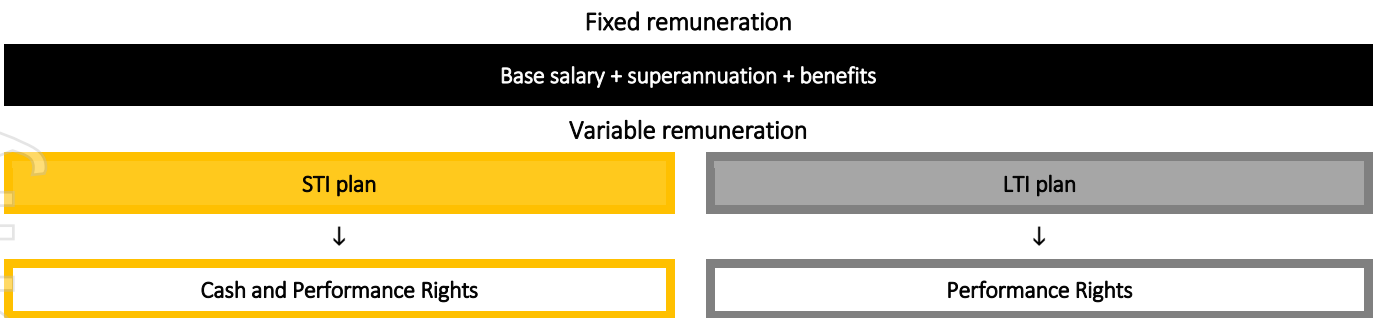 Fixed remuneration
Base salary + superannuation + benefits
Variable remuneration
STI plan
LTI plan
↓
↓
Cash and Performance Rights
Performance Rights